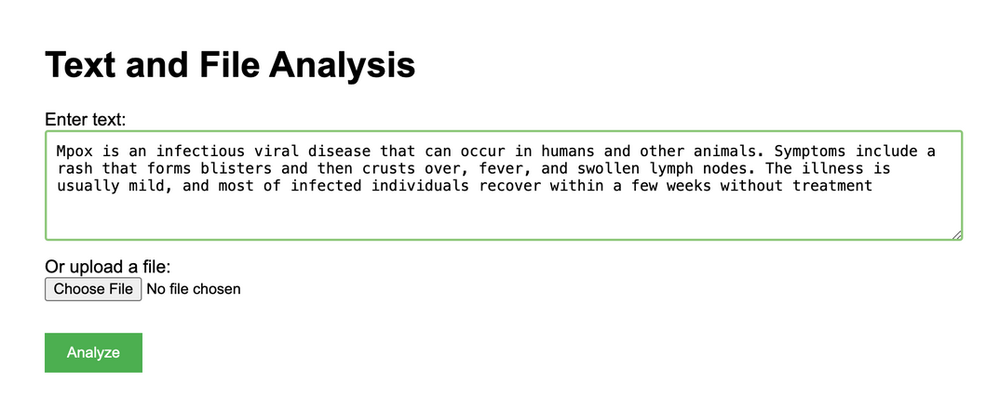 Text and File Analysis
Enter text:
Mpox is an infectious viral disease that can occur in humans and other animals. Symptoms include a
rash that forms blisters and then crusts over, fever, and swollen lymph nodes. The illness is
usually mild, and most of infected individuals recover within a few weeks without treatment
Or upload a file:
Choose File No file chosen
Analyze